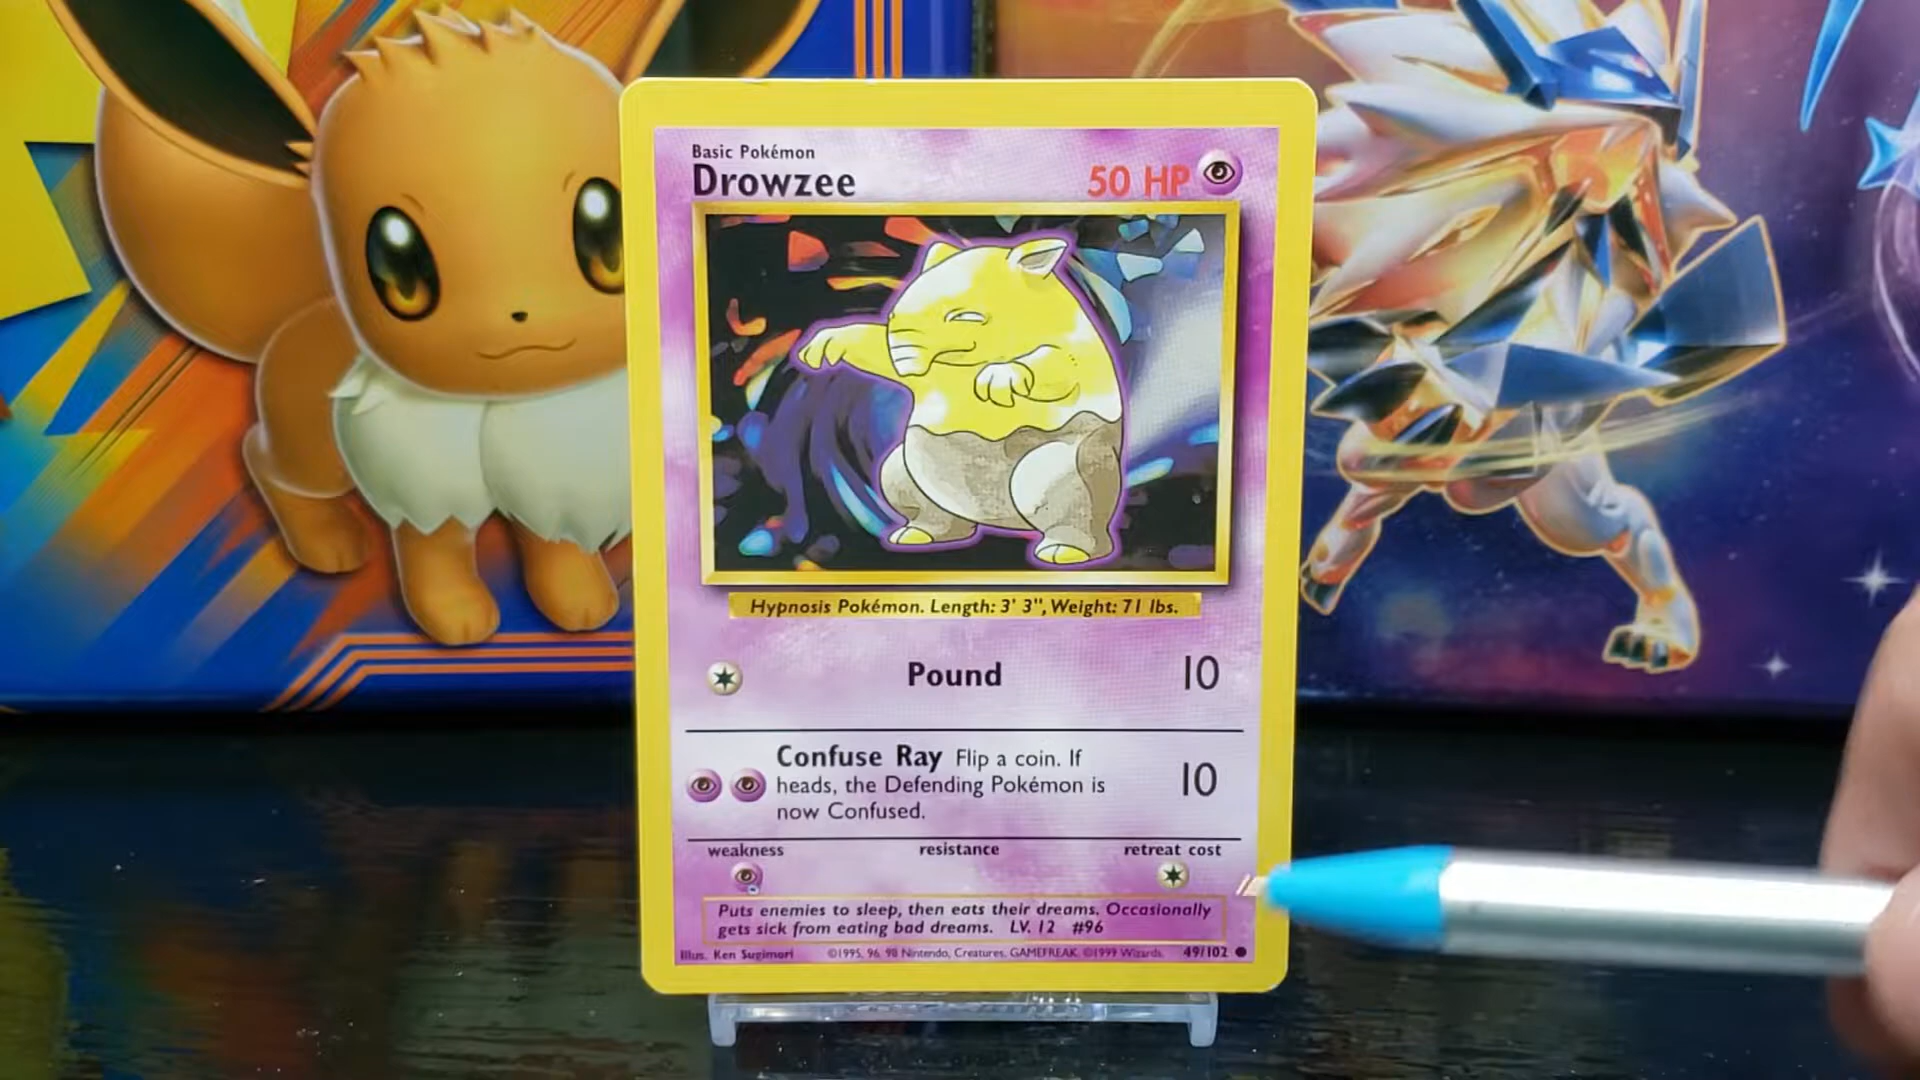 Basic Pokémon
Drowzee
50 HP
Hypnosis Pokémon. Length: 3' 3", Weight: 71 lbs.
Pound 10
Confuse Ray Flip a coin. If
heads, the Defending Pokémon is
now Confused.
10
weakness resistance retreat cost
Puts enemies to sleep, then eats their dreams. Occasionally
gets sick from eating bad dreams. LV. 12 #96
Illus. Ken Sugimori ©1995, 96, 98 Nintendo, Creatures, GAMEFREAK. ©1999 Wizards. 49/102